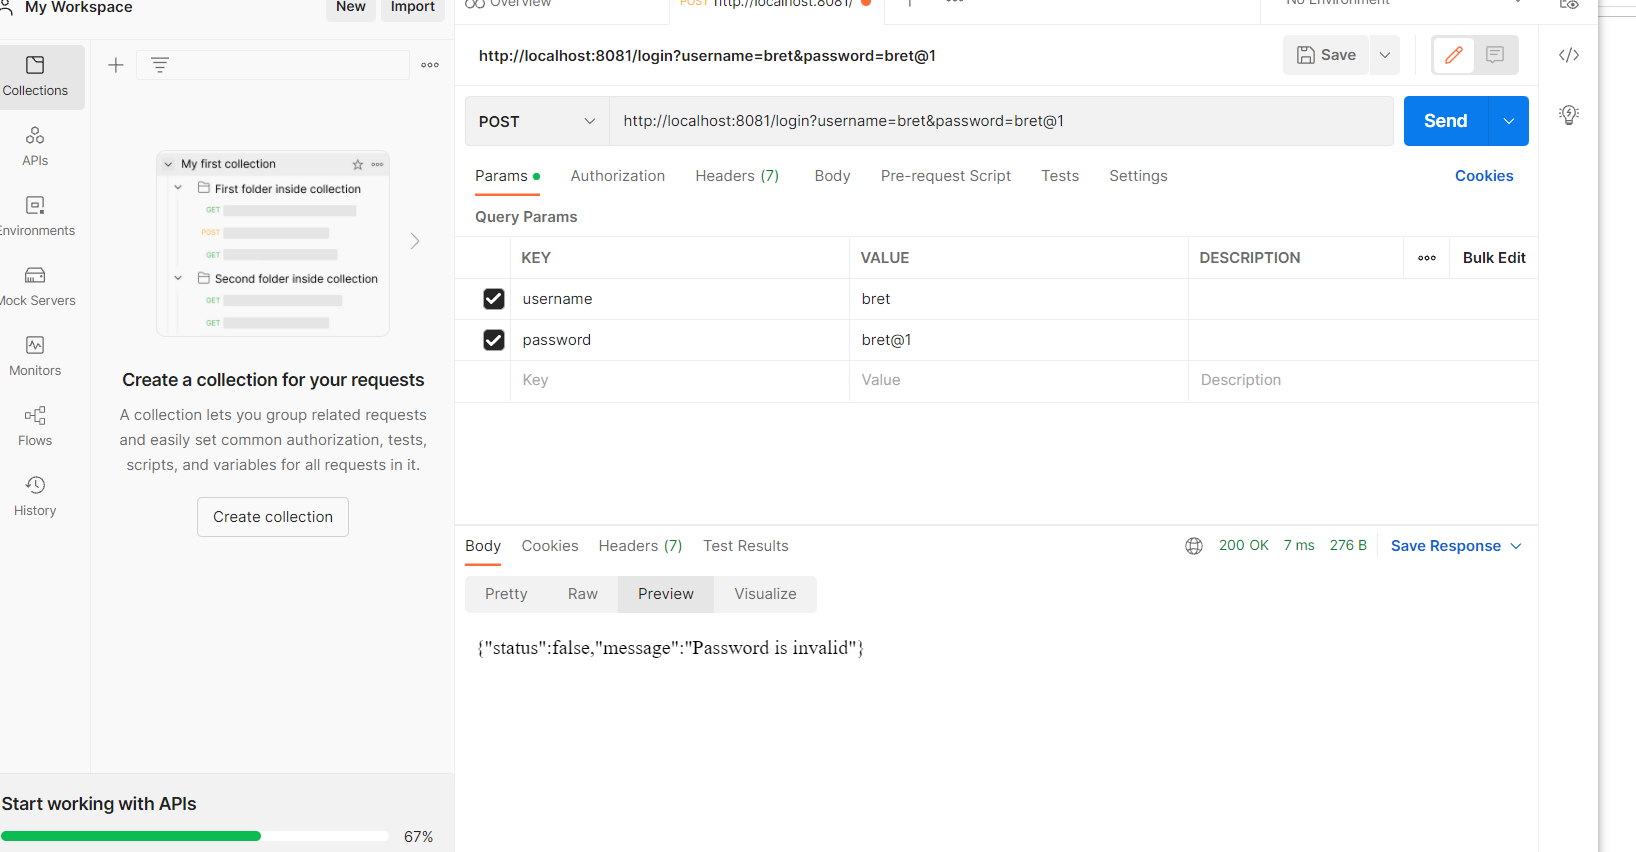 My Workspace
New
Import
Overview
POST http://localhost:8081/
No Environment
Collections
APIs
Environments
Mock Servers
Monitors
Flows
History
My first collection
First folder inside collection
GET
POST
GET
Second folder inside collection
GET
GET
Create a collection for your requests
A collection lets you group related requests
and easily set common authorization, tests,
scripts, and variables for all requests in it.
Create collection
Start working with APIs
67%
http://localhost:8081/login?username=bret&password=bret@1
Save
POST
http://localhost:8081/login?username=bret&password=bret@1
Send
Params
Authorization
Headers (7)
Body
Pre-request Script
Tests
Settings
Cookies
Query Params
KEY VALUE DESCRIPTION Bulk Edit
username bret
password bret@1
Key Value Description
Body Cookies Headers (7) Test Results
200 OK 7 ms 276 B Save Response
Pretty Raw Preview Visualize
{"status":false,"message":"Password is invalid"}